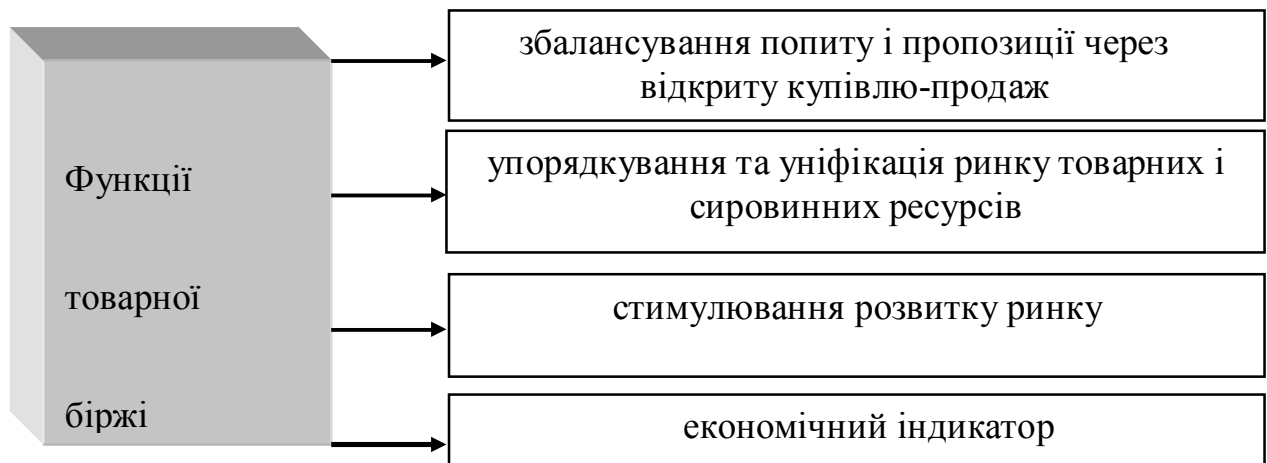 Функції
товарної
біржі
збалансування попиту і пропозиції через
відкриту купівлю-продаж
упорядкування та уніфікація ринку товарних і
сировинних ресурсів
стимулювання розвитку ринку
економічний індикатор